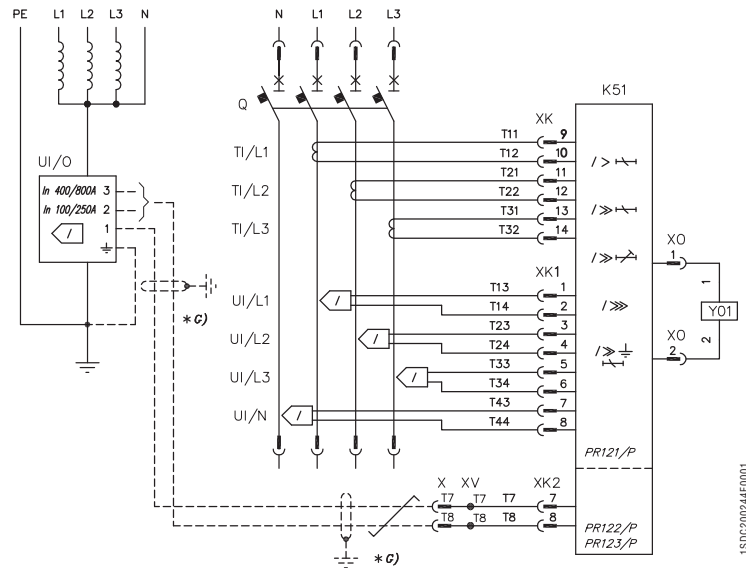 PE L1 L2 L3 N
N L1 L2 L3
K51
Q
XK
UI/O
In 400/800A 3
In 100/250A 2
1
/
*G)
TI/L1
TI/L2
TI/L3
T11 9
T12 10
T21 11
T22 12
T31 13
T32 14
XK1
UI/L1 / T13 1
T14 2
UI/L2 / T23 3
T24 4
UI/L3 / T33 5
T34 6
UI/N / T43 7
T44 8
/>
/>>
/>>
/>>>
/>>
XO
1
1
Y01
2
XO
2
PR121/P
X XV XK2
T7 T7 T7 7
T8 T8 T8 8
*G)
PR122/P
PR123/P
1SDC200244F0001